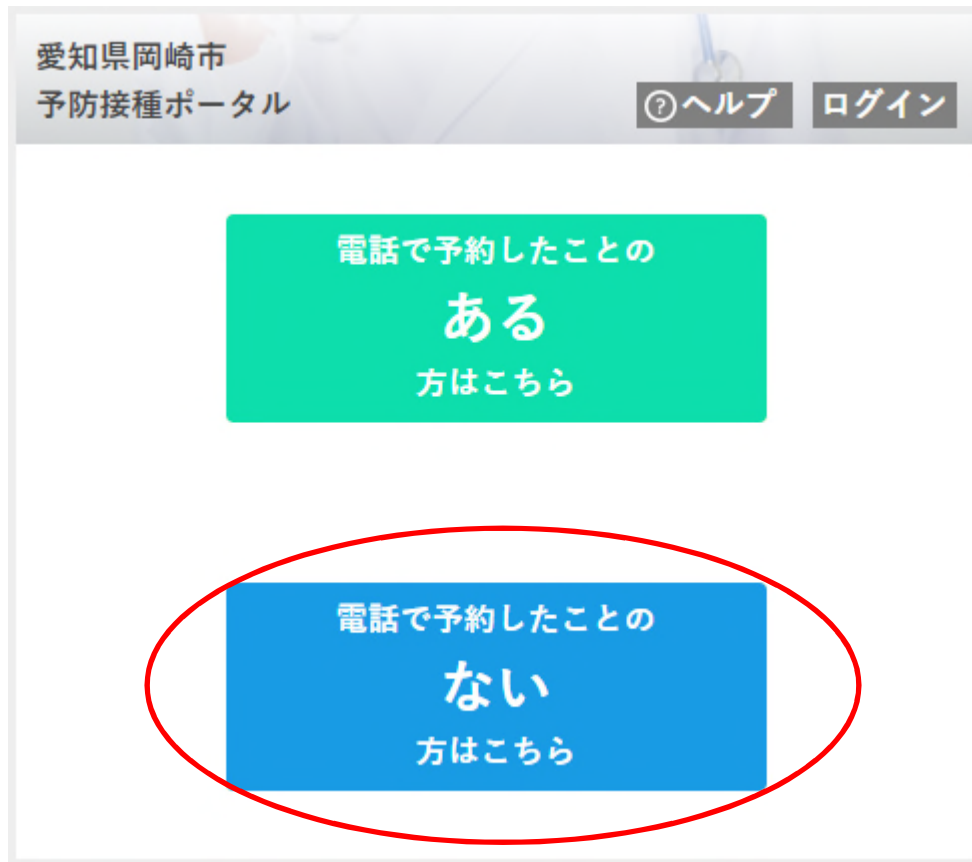 愛知県岡崎市
予防接種ポータル
?ヘルプ ログイン
電話で予約したことの
ある
方はこちら
電話で予約したことの
ない
方はこちら